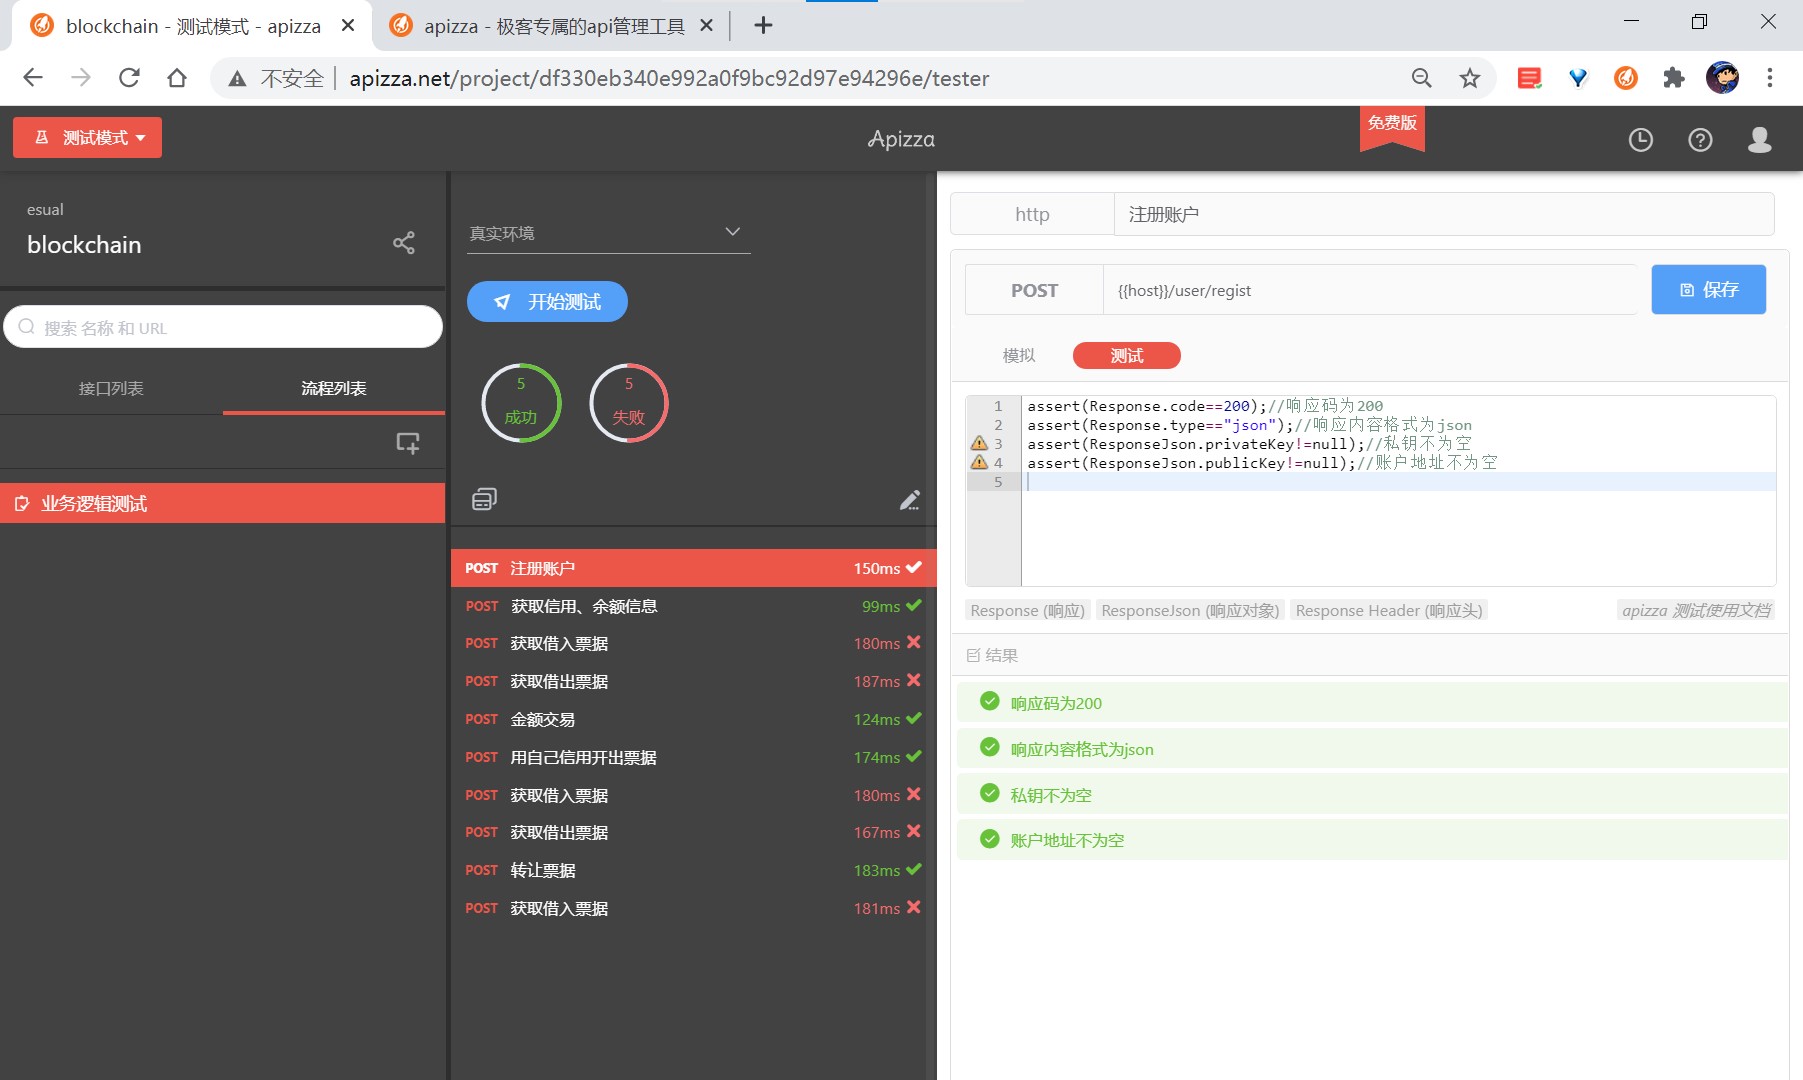 blockchain - 测试模式 - apizza
apizza - 极客专属的api管理工具
不安全
apizza.net/project/df330eb340e992a0f9bc92d97e94296e/tester
测试模式
Apizza
免费版
esual
blockchain
搜索 名称 和 URL
接口列表
流程列表
业务逻辑测试
真实环境
开始测试
5
成功
5
失败
POST 注册账户 150ms
POST 获取信用、余额信息 99ms
POST 获取借入票据 180ms
POST 获取借出票据 187ms
POST 金额交易 124ms
POST 用自己信用开出票据 174ms
POST 获取借入票据 180ms
POST 获取借出票据 167ms
POST 转让票据 183ms
POST 获取借入票据 181ms
http
注册账户
POST
{{host}}/user/regist
保存
模拟
测试
1 assert(Response.code==200);//响应码为200
2 assert(Response.type=="json");//响应内容格式为json
3 assert(ResponseJson.privateKey!=null);//私钥不为空
4 assert(ResponseJson.publicKey!=null);//账户地址不为空
5
Response (响应)
ResponseJson (响应对象)
Response Header (响应头)
apizza 测试使用文档
结果
响应码为200
响应内容格式为json
私钥不为空
账户地址不为空